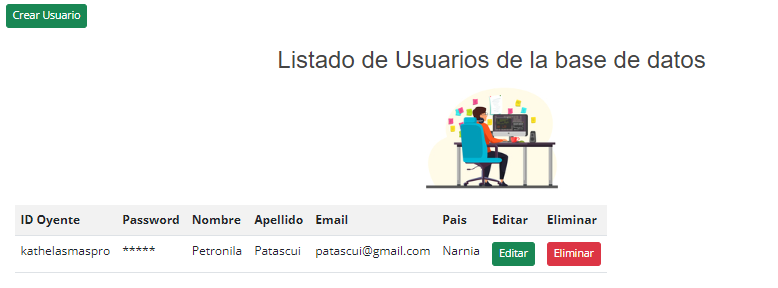 Crear Usuario
Listado de Usuarios de la base de datos
ID Oyente Password Nombre Apellido Email Pais Editar Eliminar
kathelasmaspro ***** Petronila Patascui patascui@gmail.com Narnia Editar Eliminar